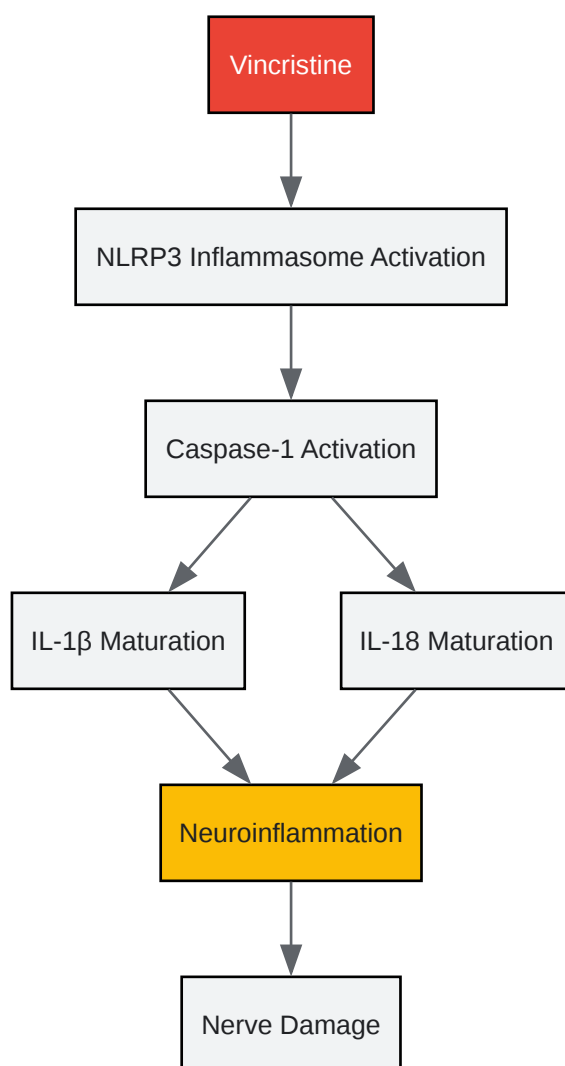 Vincristine
NLRP3 Inflammasome Activation
Caspase-1 Activation
IL-1β Maturation
IL-18 Maturation
Neuroinflammation
Nerve Damage